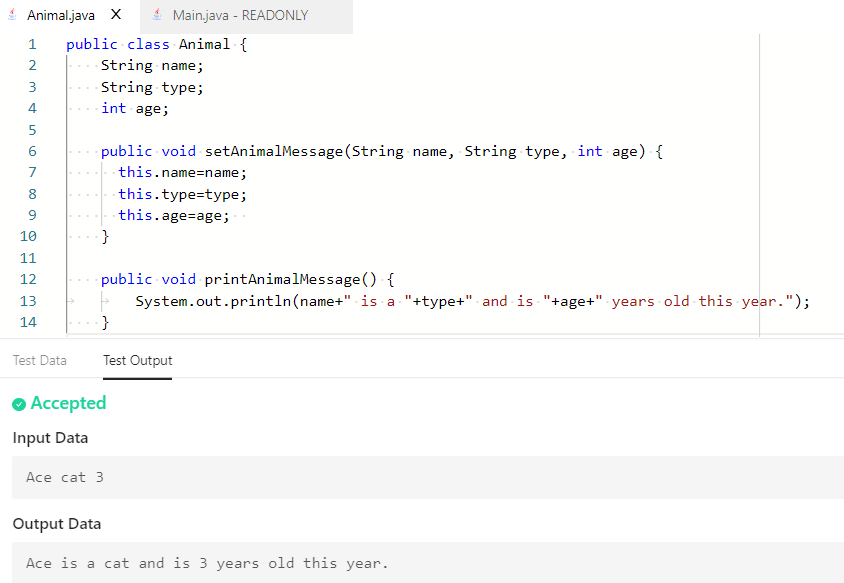 Animal.java X Main.java - READONLY
1 public class Animal {
2 String name;
3 String type;
4 int age;
5
6 public void setAnimalMessage(String name, String type, int age) {
7 this.name=name;
8 this.type=type;
9 this.age=age;
10 }
11
12 public void printAnimalMessage() {
13 System.out.println(name+" is a "+type+" and is "+age+" years old this year.");
14 }
Test Data Test Output
Accepted
Input Data
Ace cat 3
Output Data
Ace is a cat and is 3 years old this year.